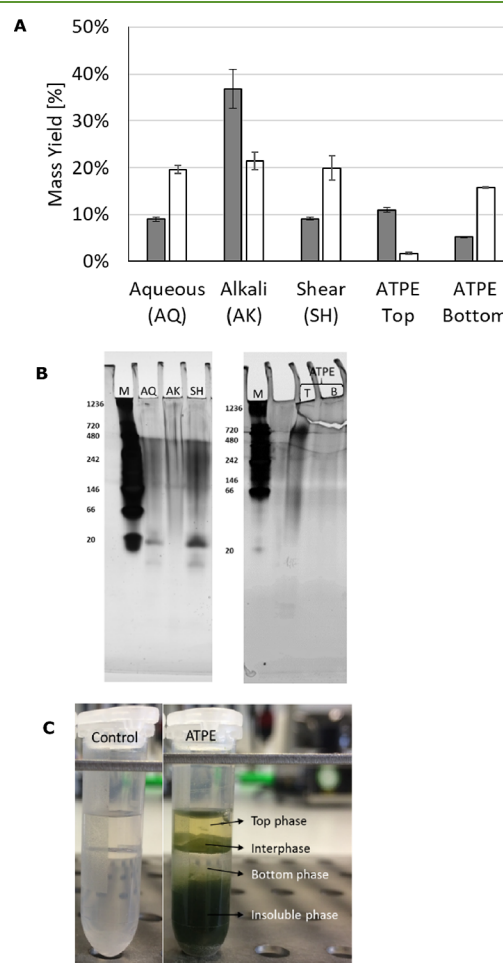 A
50%
40%
30%
20%
10%
0%
Mass Yield [%]
Aqueous Alkali Shear ATPE ATPE
(AQ) (AK) (SH) Top Bottom
B
M AQ AK SH
1236
720
480
242
146
66
20
ATPE
M T B
1236
720
480
242
146
66
20
C
Control ATPE
Top phase
Interphase
Bottom phase
Insoluble phase